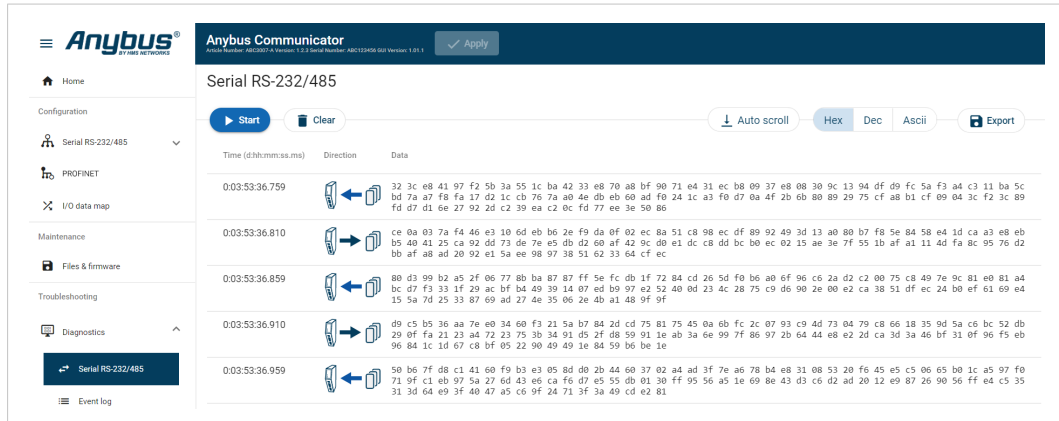 Anybus®
BY HMS NETWORKS
Anybus Communicator
Article Number: ABC3007-A Version: 1.2.3 Serial Number: ABC123456 GUI Version: 1.01.1
Apply
Home
Configuration
Serial RS-232/485
PROFINET
I/O data map
Maintenance
Files & firmware
Troubleshooting
Diagnostics
Serial RS-232/485
Event log
Serial RS-232/485
Start
Clear
Auto scroll
Hex Dec Ascii
Export
Time (d:hh:mm:ss.ms) Direction Data
0:03:53:36.759
32 3c e8 41 97 f2 5b 3a 55 1c ba 42 33 e8 70 a8 bf 90 71 e4 31 ec b8 09 37 e8 08 30 9c 13 94 df d9 fc 5a f3 a4 c3 11 ba 5c
bd 7a a7 f8 fa 17 d2 1c cb 76 7a a0 4e db eb 60 ad f0 24 1c a3 f0 d7 0a 4f 2b 6b 80 89 29 75 cf a8 b1 cf 09 04 3c f2 3c 89
fd d7 d1 6e 27 92 2d c2 39 ea c2 0c fd 77 ee 3e 50 86
0:03:53:36.810
ce 0a 03 7a f4 46 e3 10 6d eb b6 2e f9 da 0f 02 ec 8a 51 c8 98 ec df 89 92 49 3d 13 a0 80 b7 f8 5e 84 58 e4 1d ca a3 e8 eb
b5 40 41 25 ca 92 dd 73 de 7e e5 db d2 60 af 42 9c d0 e1 dc c8 dd bc b0 ec 02 15 ae 3e 7f 55 1b af a1 11 4d fa 8c 95 76 d2
bb af a8 ad 20 92 e1 5a ee 98 97 38 51 62 33 64 cf ec
0:03:53:36.859
80 d3 99 b2 a5 2f 06 77 8b ba 87 87 ff 5e fc db 1f 72 84 cd 26 5d f0 b6 a0 6f 96 c6 2a d2 c2 00 75 c8 49 7e 9c 81 e0 81 a4
bc d7 f3 33 1f 29 ac bf b4 49 39 14 07 ed b9 97 e2 52 40 0d 23 4c 28 75 c9 d6 90 2e 00 e2 ca 38 51 df ec 24 b0 ef 61 69 e4
15 5a 7d 25 33 87 69 ad 27 4e 35 06 2e 4b a1 48 9f 9f
0:03:53:36.910
d9 c5 b5 36 aa 7e e0 34 60 f3 21 5a b7 84 2d cd 75 81 75 45 0a 6b fc 2c 07 93 c9 4d 73 04 79 c8 66 18 35 9d 5a c6 bc 52 db
29 0f fa 21 23 a4 72 23 75 3b 34 91 d5 2f d8 59 91 1e ab 3a 6e 99 7f 86 97 2b 64 44 e8 e2 2d ca 3d 3a 46 bf 31 0f 96 f5 eb
96 84 1c 1d 67 c8 bf 05 22 90 49 49 1e 84 59 b6 be 1e
0:03:53:36.959
50 b6 7f d8 c1 41 60 f9 b3 e3 05 8d d0 2b 44 60 37 02 a4 ad 3f 7e a6 78 b4 e8 31 08 53 20 f6 45 e5 c5 06 65 b0 1c a5 97 f0
71 9f c1 eb 97 5a 27 6d 43 e6 ca f6 d7 e5 55 db 01 30 ff 95 56 a5 1e 69 8e 43 d3 c6 d2 ad 20 12 e9 87 26 90 56 ff e4 c5 35
31 3d 64 e9 3f 40 47 a5 c6 9f 24 71 3f 3a 49 cd e2 81